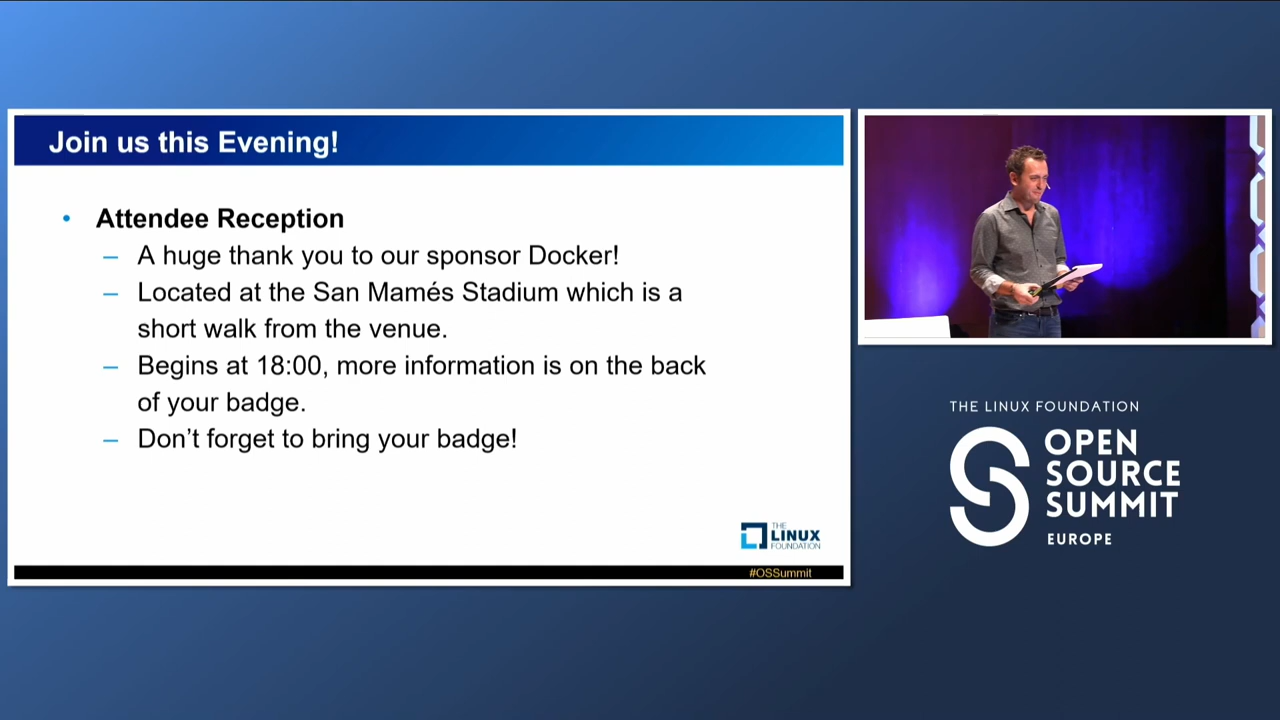 Join us this Evening!
• Attendee Reception
– A huge thank you to our sponsor Docker!
– Located at the San Mamés Stadium which is a
short walk from the venue.
– Begins at 18:00, more information is on the back
of your badge.
– Don’t forget to bring your badge!
THE
LINUX
FOUNDATION
#OSSummit
THE LINUX FOUNDATION
OPEN
SOURCE
SUMMIT
EUROPE